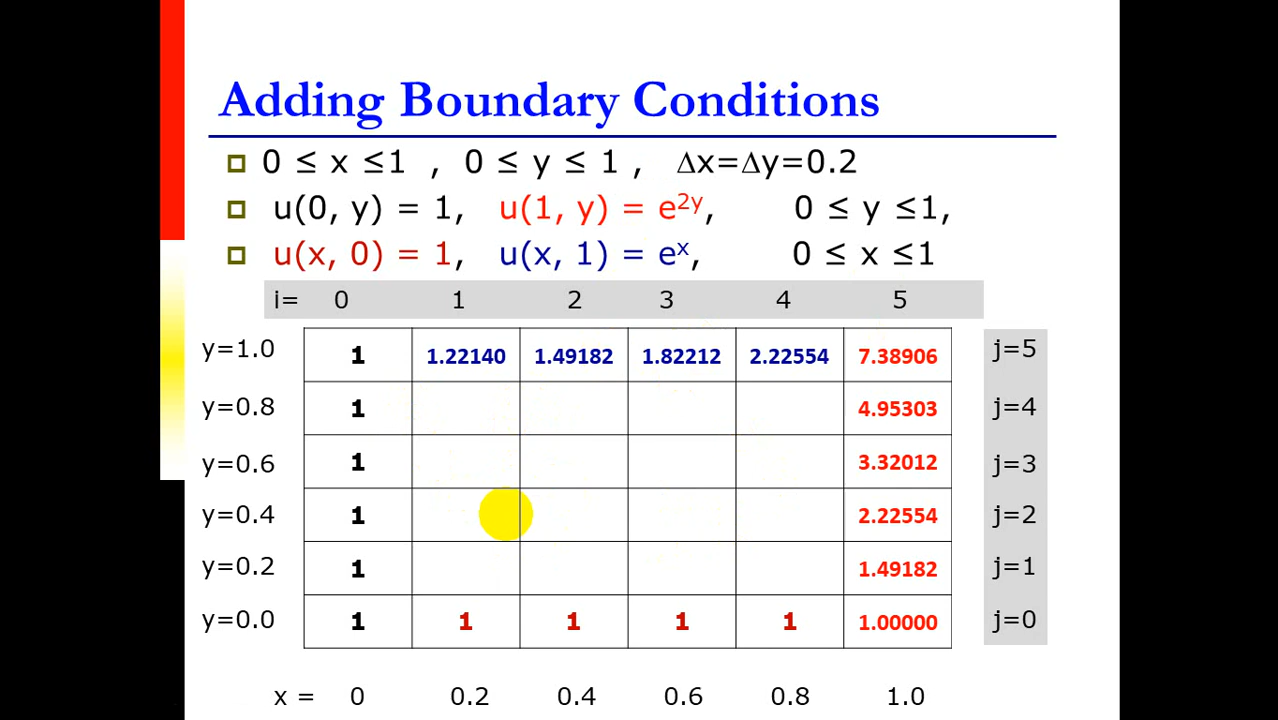 Adding Boundary Conditions
0 ≤ x ≤1 , 0 ≤ y ≤ 1 , Δx=Δy=0.2
u(0, y) = 1, u(1, y) = e²ʸ, 0 ≤ y ≤1,
u(x, 0) = 1, u(x, 1) = eˣ, 0 ≤ x ≤1
i= 0 1 2 3 4 5
y=1.0 1 1.22140 1.49182 1.82212 2.22554 7.38906 j=5
y=0.8 1 4.95303 j=4
y=0.6 1 3.32012 j=3
y=0.4 1 2.22554 j=2
y=0.2 1 1.49182 j=1
y=0.0 1 1 1 1 1 1.00000 j=0
x = 0 0.2 0.4 0.6 0.8 1.0